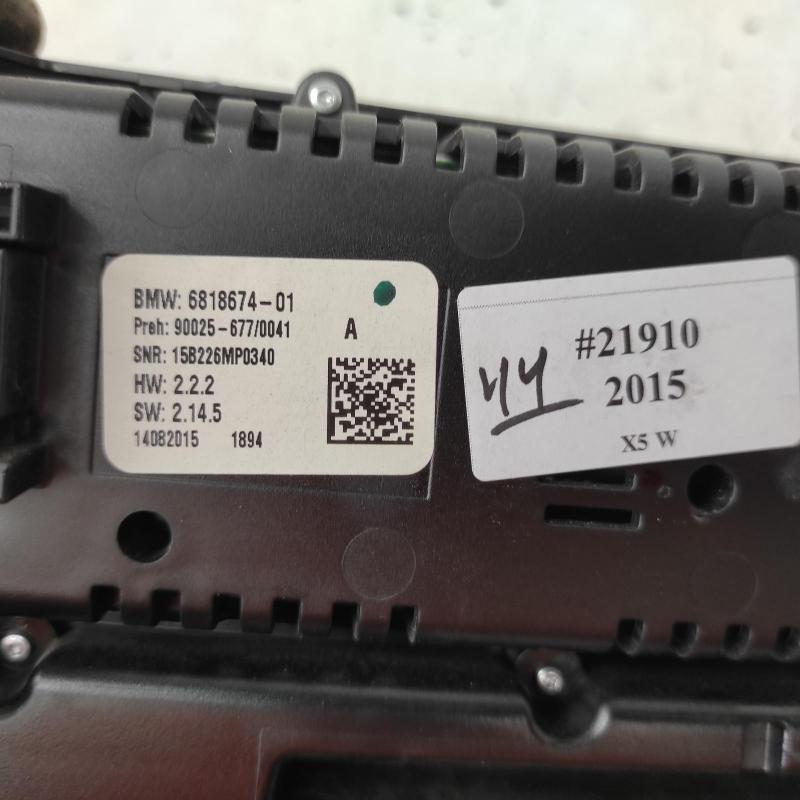 BMW: 6818674-01
Preh: 90025-677/0041
A
SNR: 15B226MP0340
HW: 2.2.2
SW: 2.14.5
14082015 1894
#21910
2015
X5 W